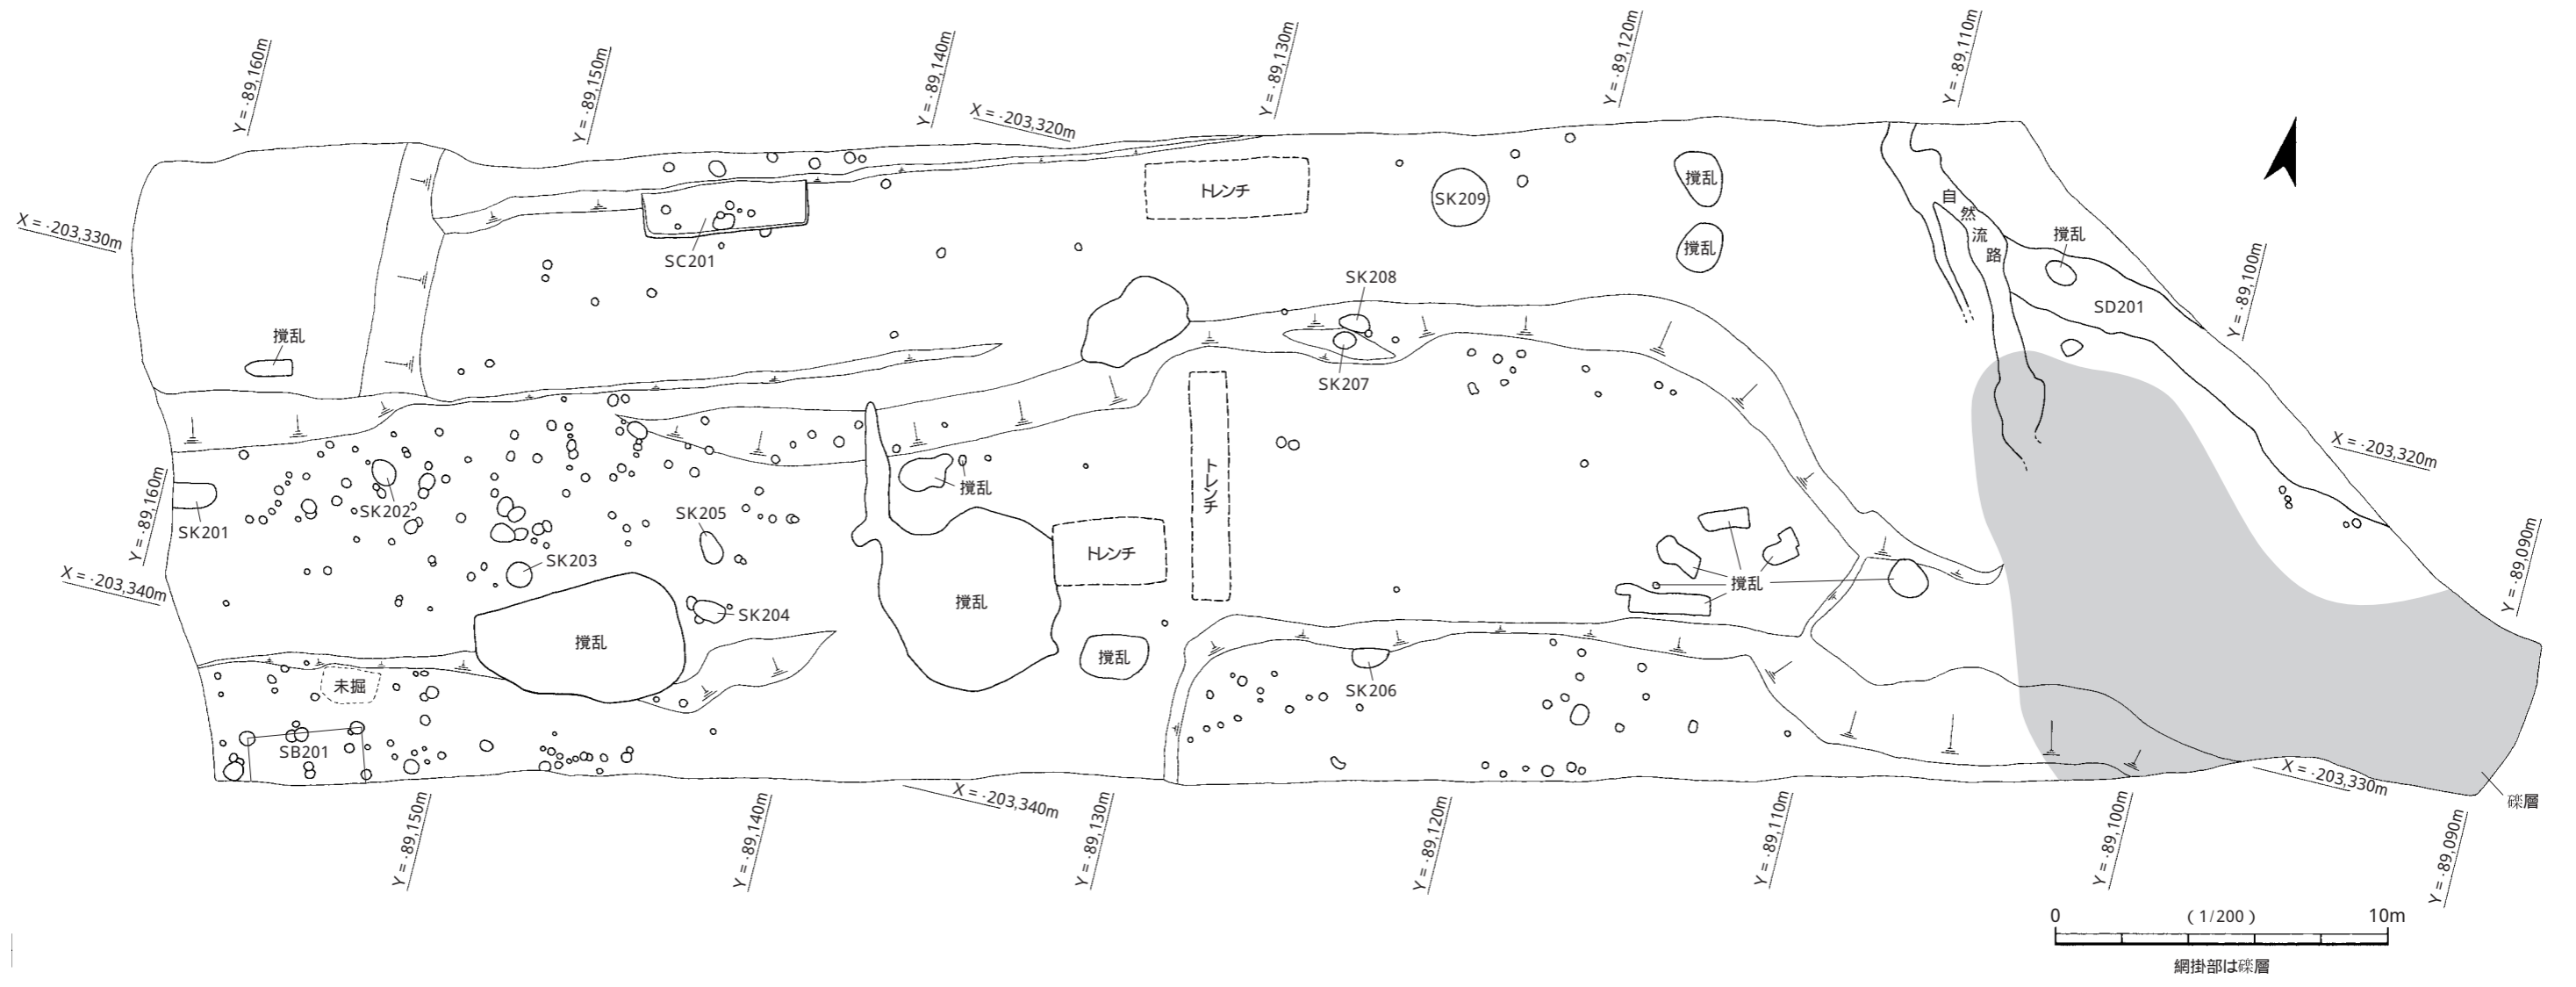 Y = -89,160m
Y = -89,150m
Y = -89,140m
X = -203,320m
Y = -89,130m
Y = -89,120m
Y = -89,110m
X = -203,330m
トレンチ
SK209
撹乱
撹乱
自然流路
撹乱
SD201
Y = -89,100m
SC201
SK208
SK207
撹乱
X = -203,320m
Y = -89,160m
SK201
SK202
SK205
撹乱
トレンチ
トレンチ
SK203
SK204
撹乱
撹乱
撹乱
撹乱
X = -203,340m
Y = -89,090m
未掘
SB201
SK206
X = -203,330m
礫層
Y = -89,150m
Y = -89,140m
X = -203,340m
Y = -89,130m
Y = -89,120m
Y = -89,110m
Y = -89,100m
Y = -89,090m
0 (1/200) 10m
網掛部は礫層